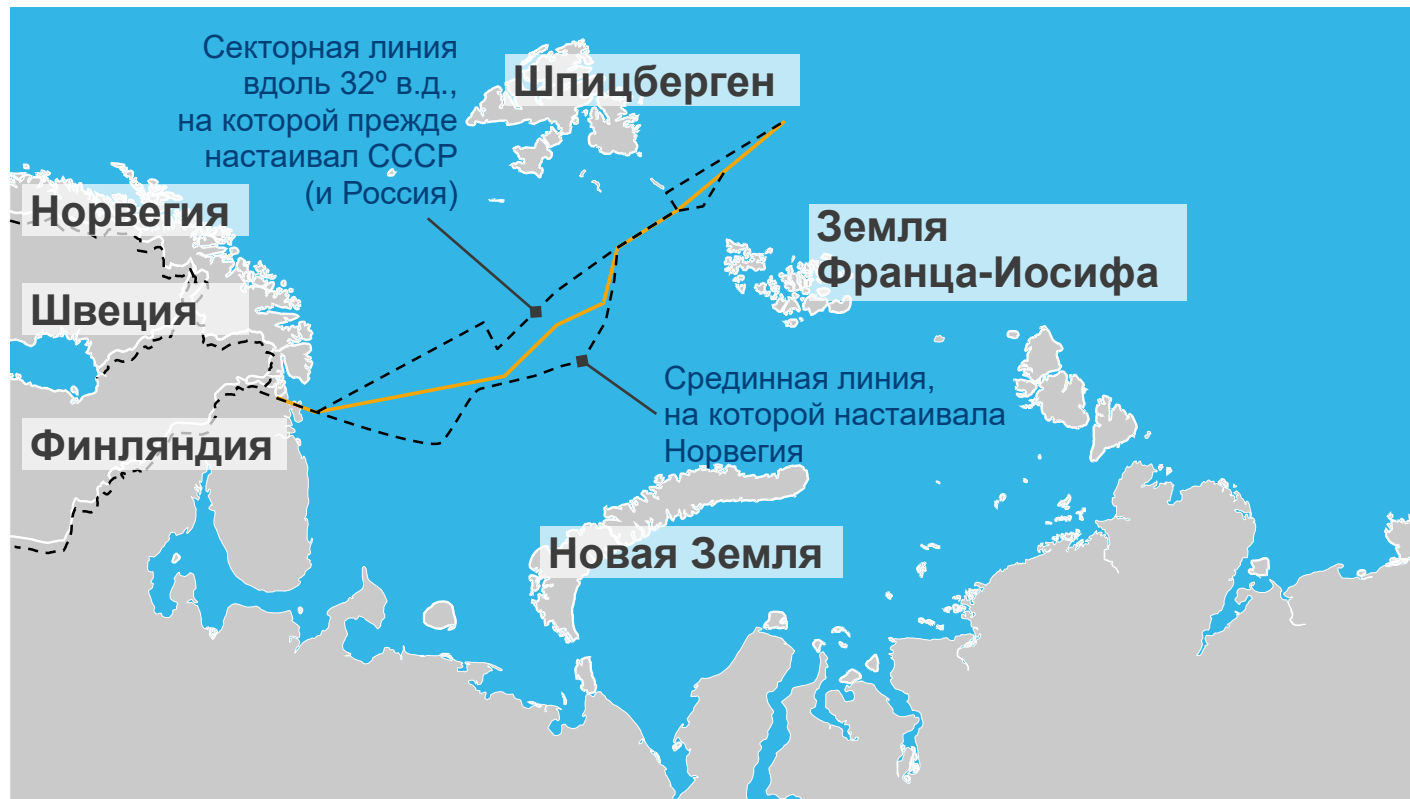 Секторная линия
вдоль 32º в.д.,
на которой прежде
настаивал СССР
(и Россия)
Шпицберген
Норвегия
Земля
Франца-Иосифа
Швеция
Срединная линия,
на которой настаивала
Норвегия
Финляндия
Новая Земля